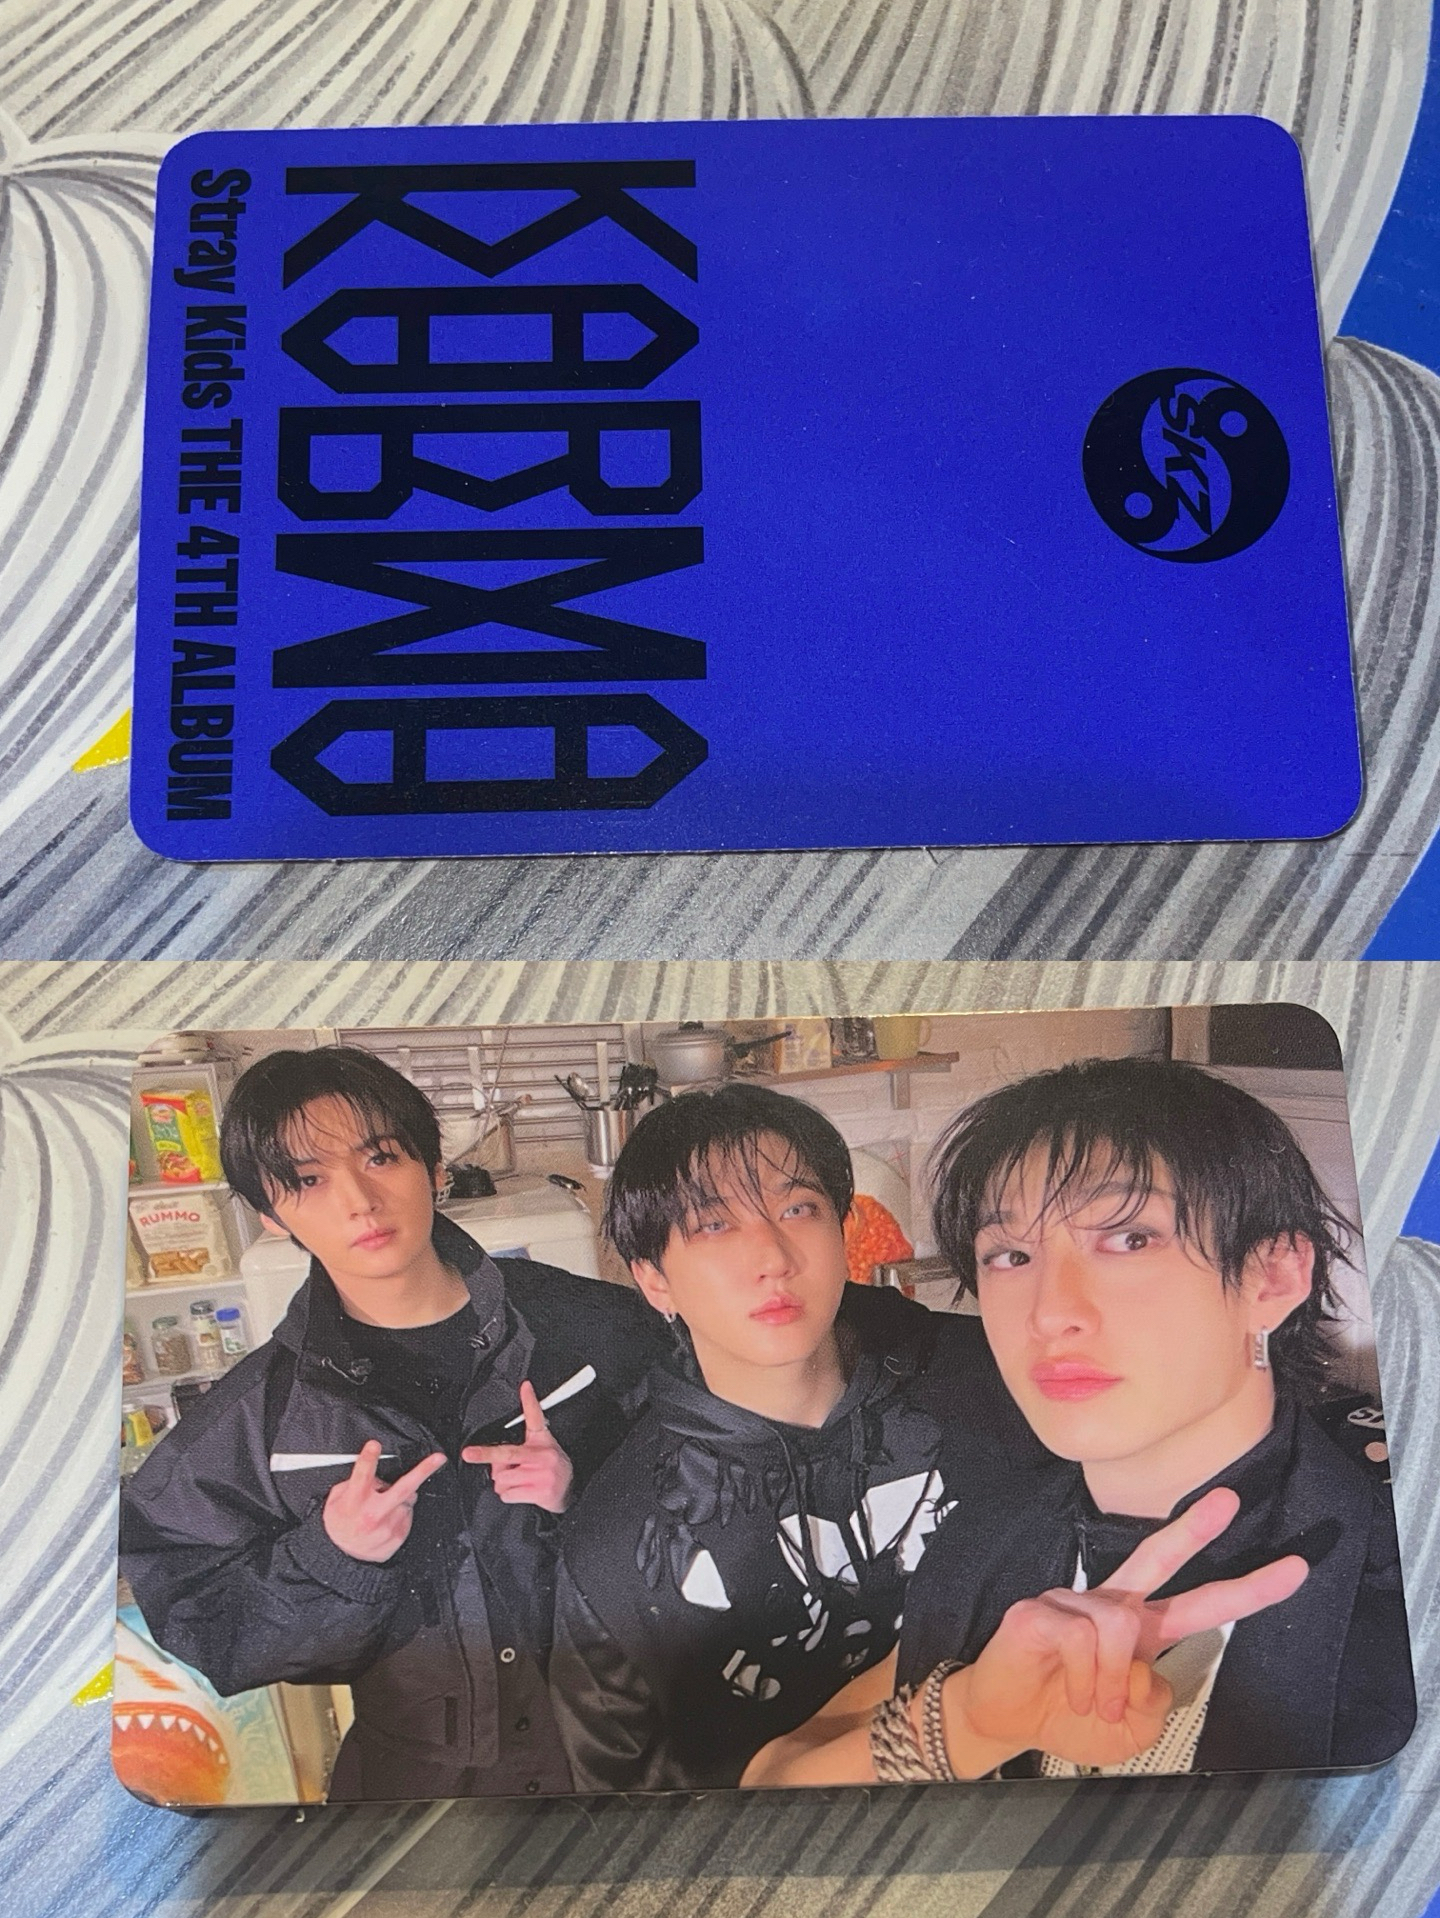 KARMA
Stray Kids THE 4TH ALBUM
SKZ
RUMMO